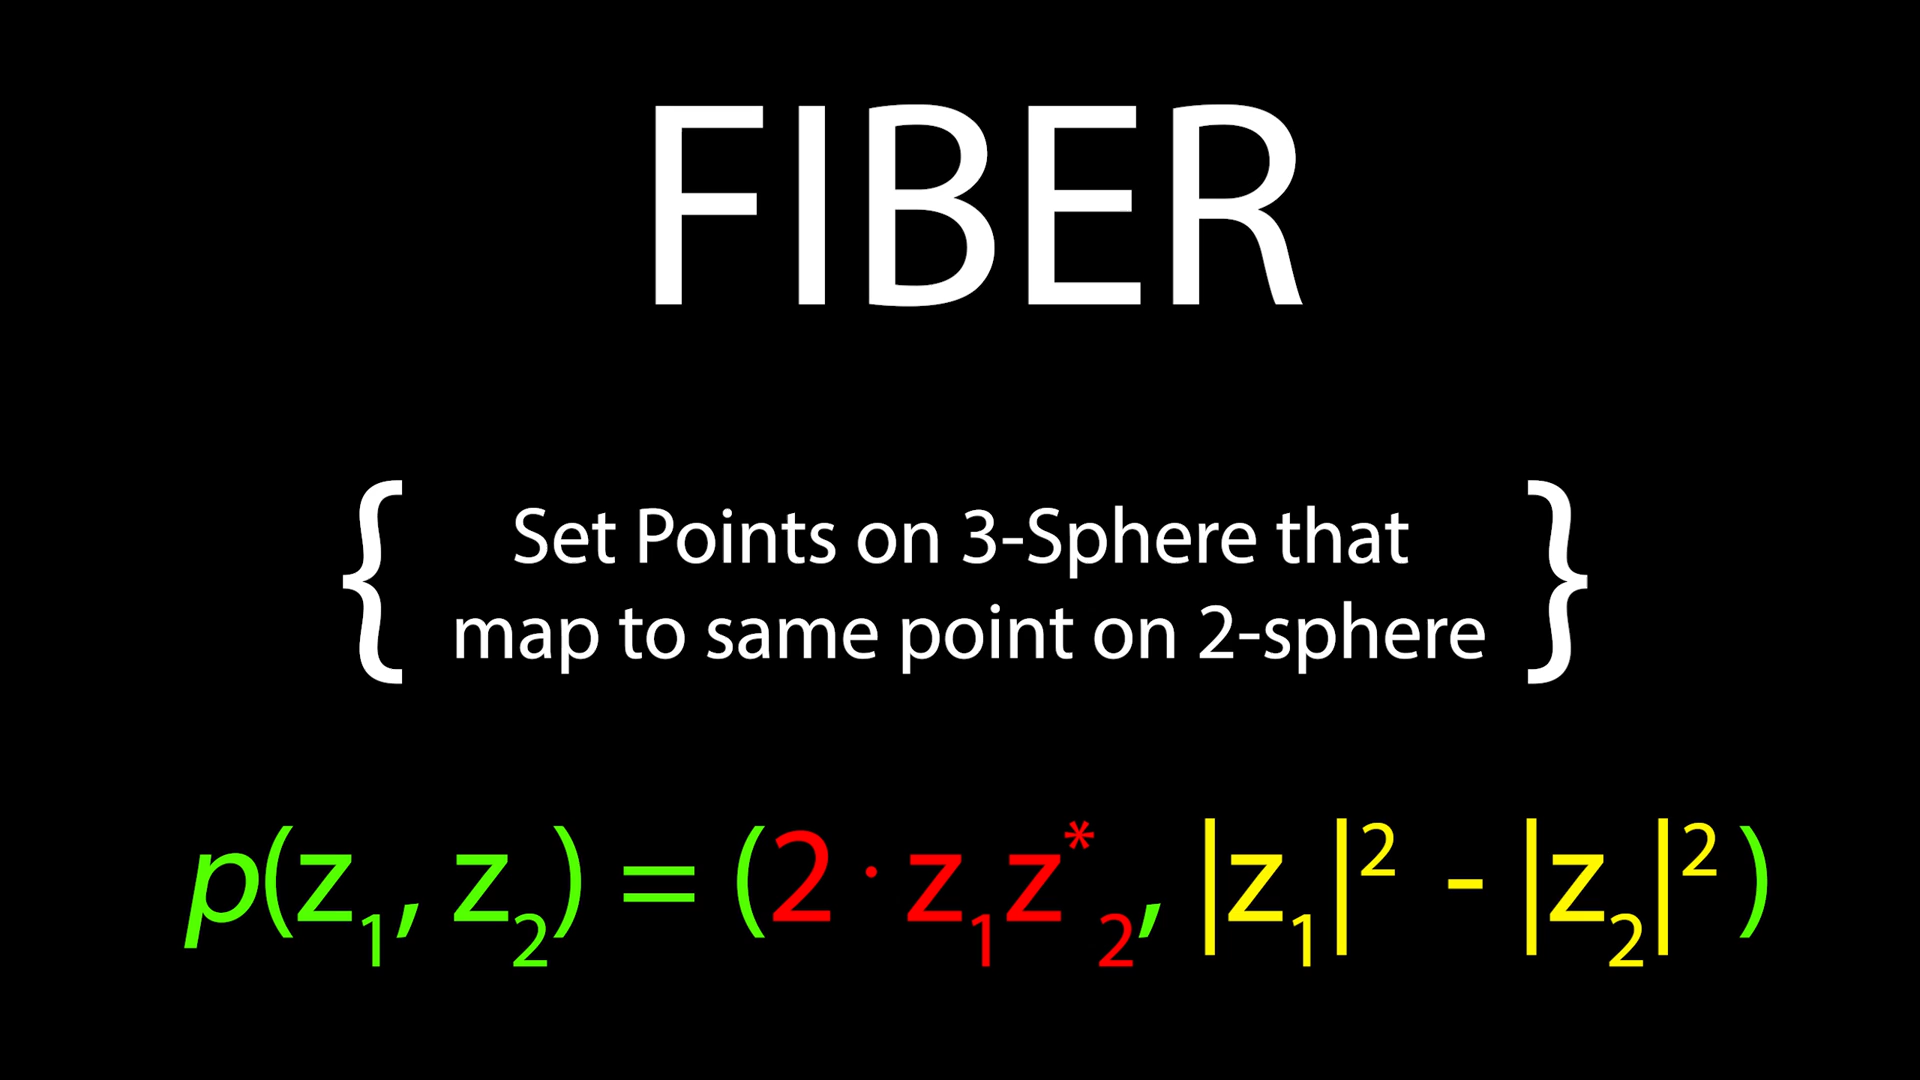 FIBER
{ Set Points on 3-Sphere that
map to same point on 2-sphere }
p(z₁, z₂) = (2 · z₁z*₂, |z₁|² - |z₂|²)